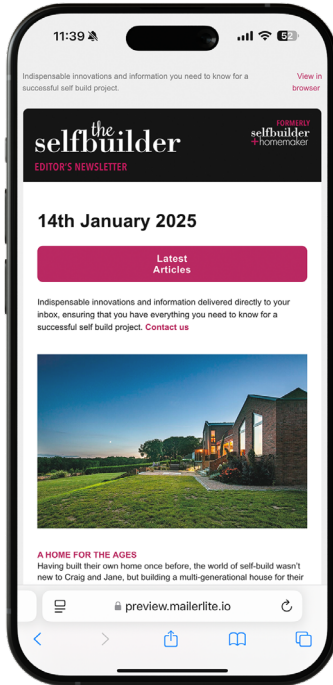 11:39
52
Indispensable innovations and information you need to know for a
successful self build project.
View in
browser
the
selfbuilder
EDITOR'S NEWSLETTER
FORMERLY
selfbuilder
+homemaker
14th January 2025
Latest
Articles
Indispensable innovations and information delivered directly to your
inbox, ensuring that you have everything you need to know for a
successful self build project. Contact us
A HOME FOR THE AGES
Having built their own home once before, the world of self-build wasn't
new to Craig and Jane, but building a multi-generational house for their
preview.mailerlite.io